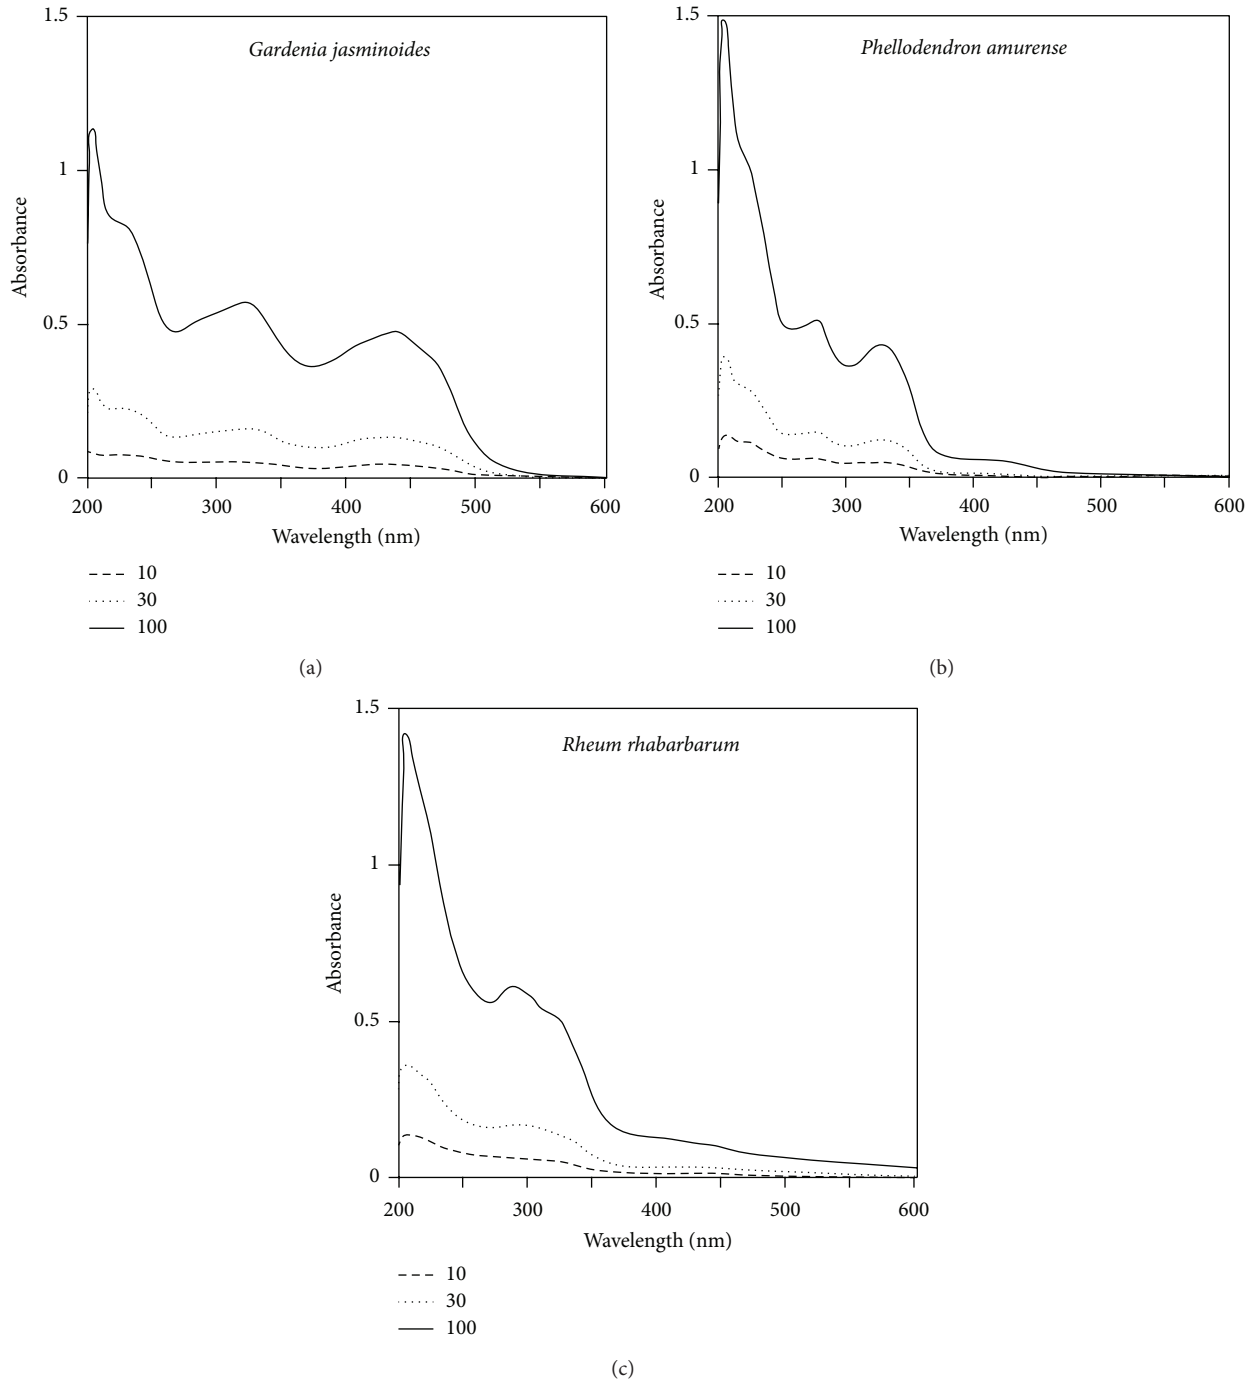 Gardenia jasminoides
1.5
1
0.5
0
Absorbance
200 300 400 500 600
Wavelength (nm)
10
30
100
(a)
Phellodendron amurense
1.5
1
0.5
0
Absorbance
200 300 400 500 600
Wavelength (nm)
10
30
100
(b)
Rheum rhabarbarum
1.5
1
0.5
0
Absorbance
200 300 400 500 600
Wavelength (nm)
10
30
100
(c)